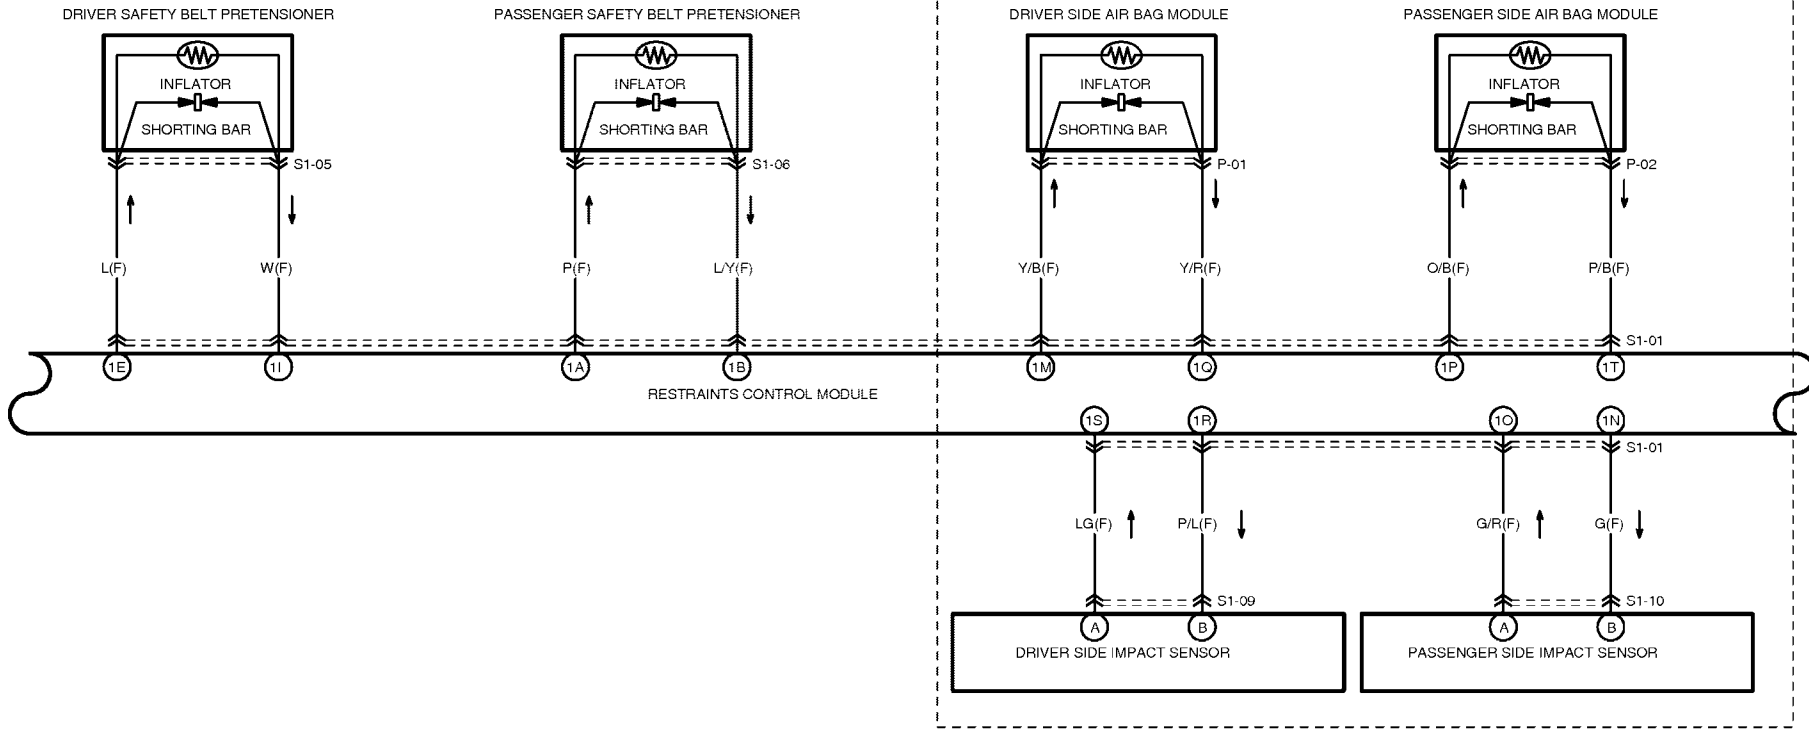 DRIVER SAFETY BELT PRETENSIONER
PASSENGER SAFETY BELT PRETENSIONER
DRIVER SIDE AIR BAG MODULE
PASSENGER SIDE AIR BAG MODULE
INFLATOR
INFLATOR
INFLATOR
INFLATOR
SHORTING BAR
SHORTING BAR
SHORTING BAR
SHORTING BAR
S1-05
S1-06
P-01
P-02
L(F)
W(F)
P(F)
L/Y(F)
Y/B(F)
Y/R(F)
O/B(F)
P/B(F)
S1-01
1E
1I
1A
1B
1M
1Q
1P
1T
RESTRAINTS CONTROL MODULE
1S
1R
1O
1N
S1-01
LG(F)
P/L(F)
G/R(F)
G(F)
S1-09
S1-10
A
B
A
B
DRIVER SIDE IMPACT SENSOR
PASSENGER SIDE IMPACT SENSOR